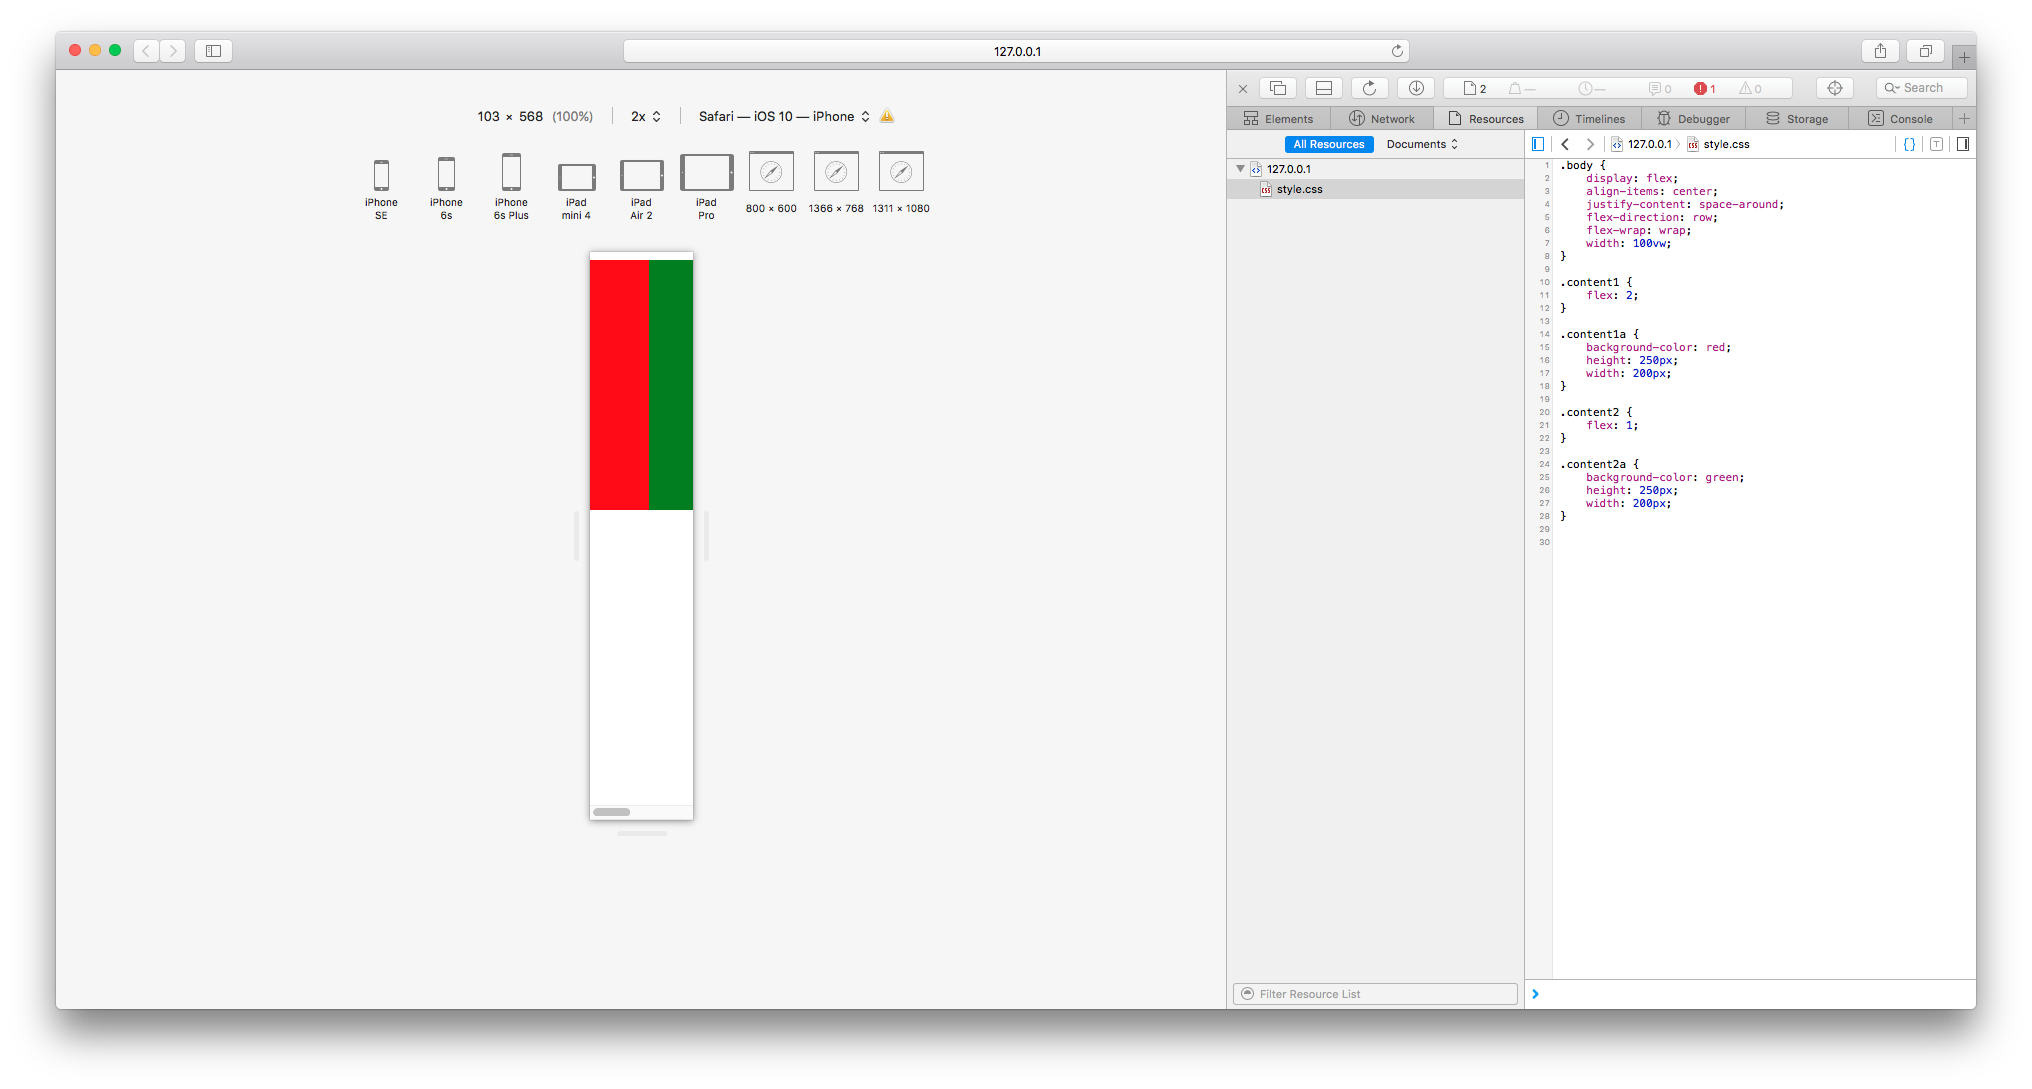 127.0.0.1
2 — — 0 1 0 Search
Elements Network Resources Timelines Debugger Storage Console
103 × 568 (100%) 2x Safari — iOS 10 — iPhone
iPhone SE
iPhone 6s
iPhone 6s Plus
iPad mini 4
iPad Air 2
iPad Pro
800 × 600
1366 × 768
1311 × 1080
All Resources Documents
127.0.0.1
style.css
Filter Resource List
127.0.0.1 style.css
1 .body {
2 display: flex;
3 align-items: center;
4 justify-content: space-around;
5 flex-direction: row;
6 flex-wrap: wrap;
7 width: 100vw;
8 }
9
10 .content1 {
11 flex: 2;
12 }
13
14 .content1a {
15 background-color: red;
16 height: 250px;
17 width: 200px;
18 }
19
20 .content2 {
21 flex: 1;
22 }
23
24 .content2a {
25 background-color: green;
26 height: 250px;
27 width: 200px;
28 }
29
30